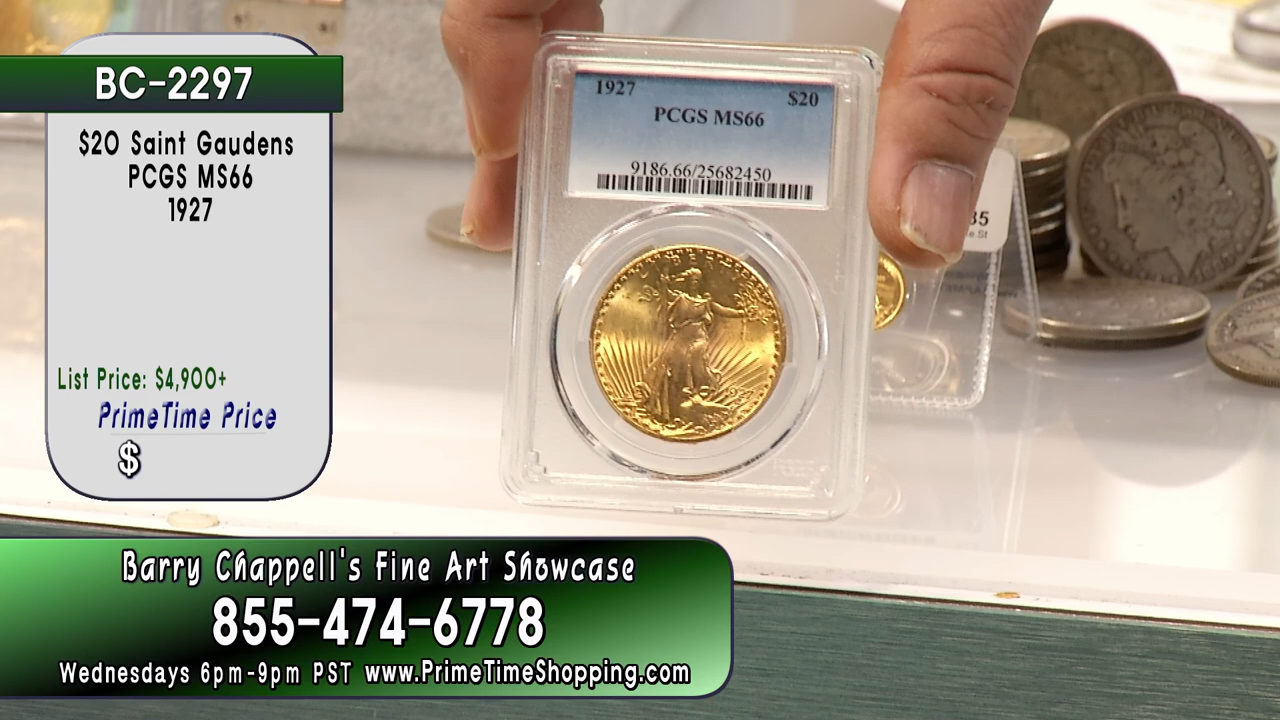 BC-2297
$20 Saint Gaudens
PCGS MS66
1927
List Price: $4,900+
PrimeTime Price
$
1927 $20
PCGS MS66
9186.66/25682450
Barry Chappell's Fine Art Showcase
855-474-6778
Wednesdays 6pm-9pm PST www.PrimeTimeShopping.com